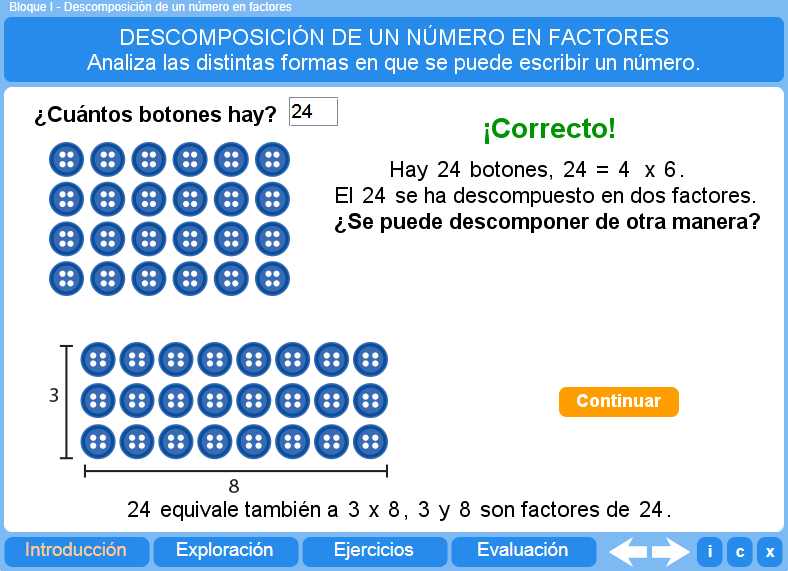 Bloque I - Descomposición de un número en factores
DESCOMPOSICIÓN DE UN NÚMERO EN FACTORES
Analiza las distintas formas en que se puede escribir un número.
¿Cuántos botones hay? 24
¡Correcto!
Hay 24 botones, 24 = 4 x 6.
El 24 se ha descompuesto en dos factores.
¿Se puede descomponer de otra manera?
3
Continuar
8
24 equivale también a 3 x 8, 3 y 8 son factores de 24.
Introducción Exploración Ejercicios Evaluación i c x